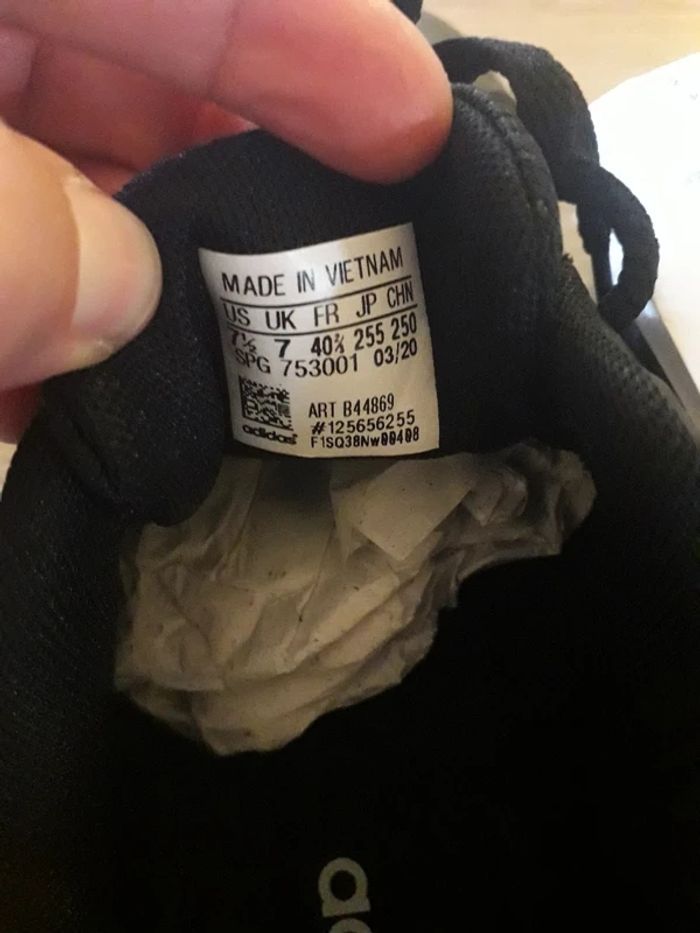 MADE IN VIETNAM
US UK FR JP CHN
7½ 7 40⅔ 255 250
SPG 753001 03/20
ART B44869
#125656255
adidas
F1SQ38Nw00408
ad